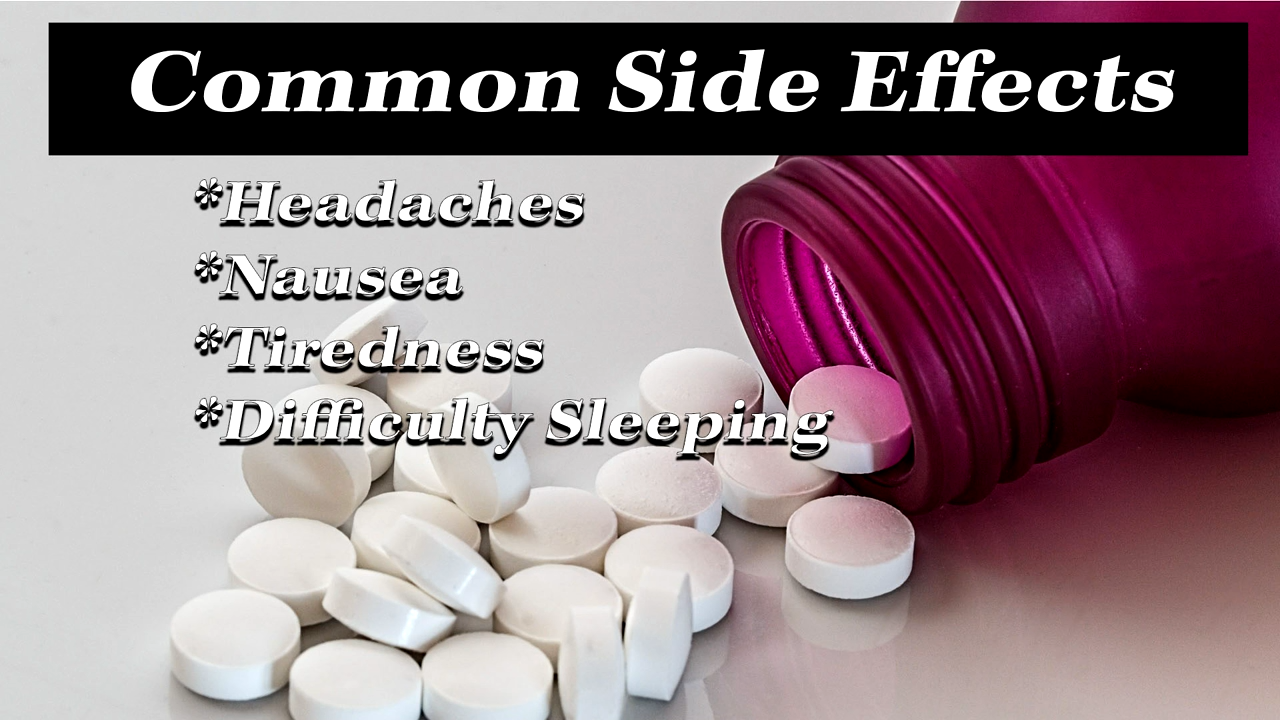 Common Side Effects
*Headaches
*Nausea
*Tiredness
*Difficulty Sleeping